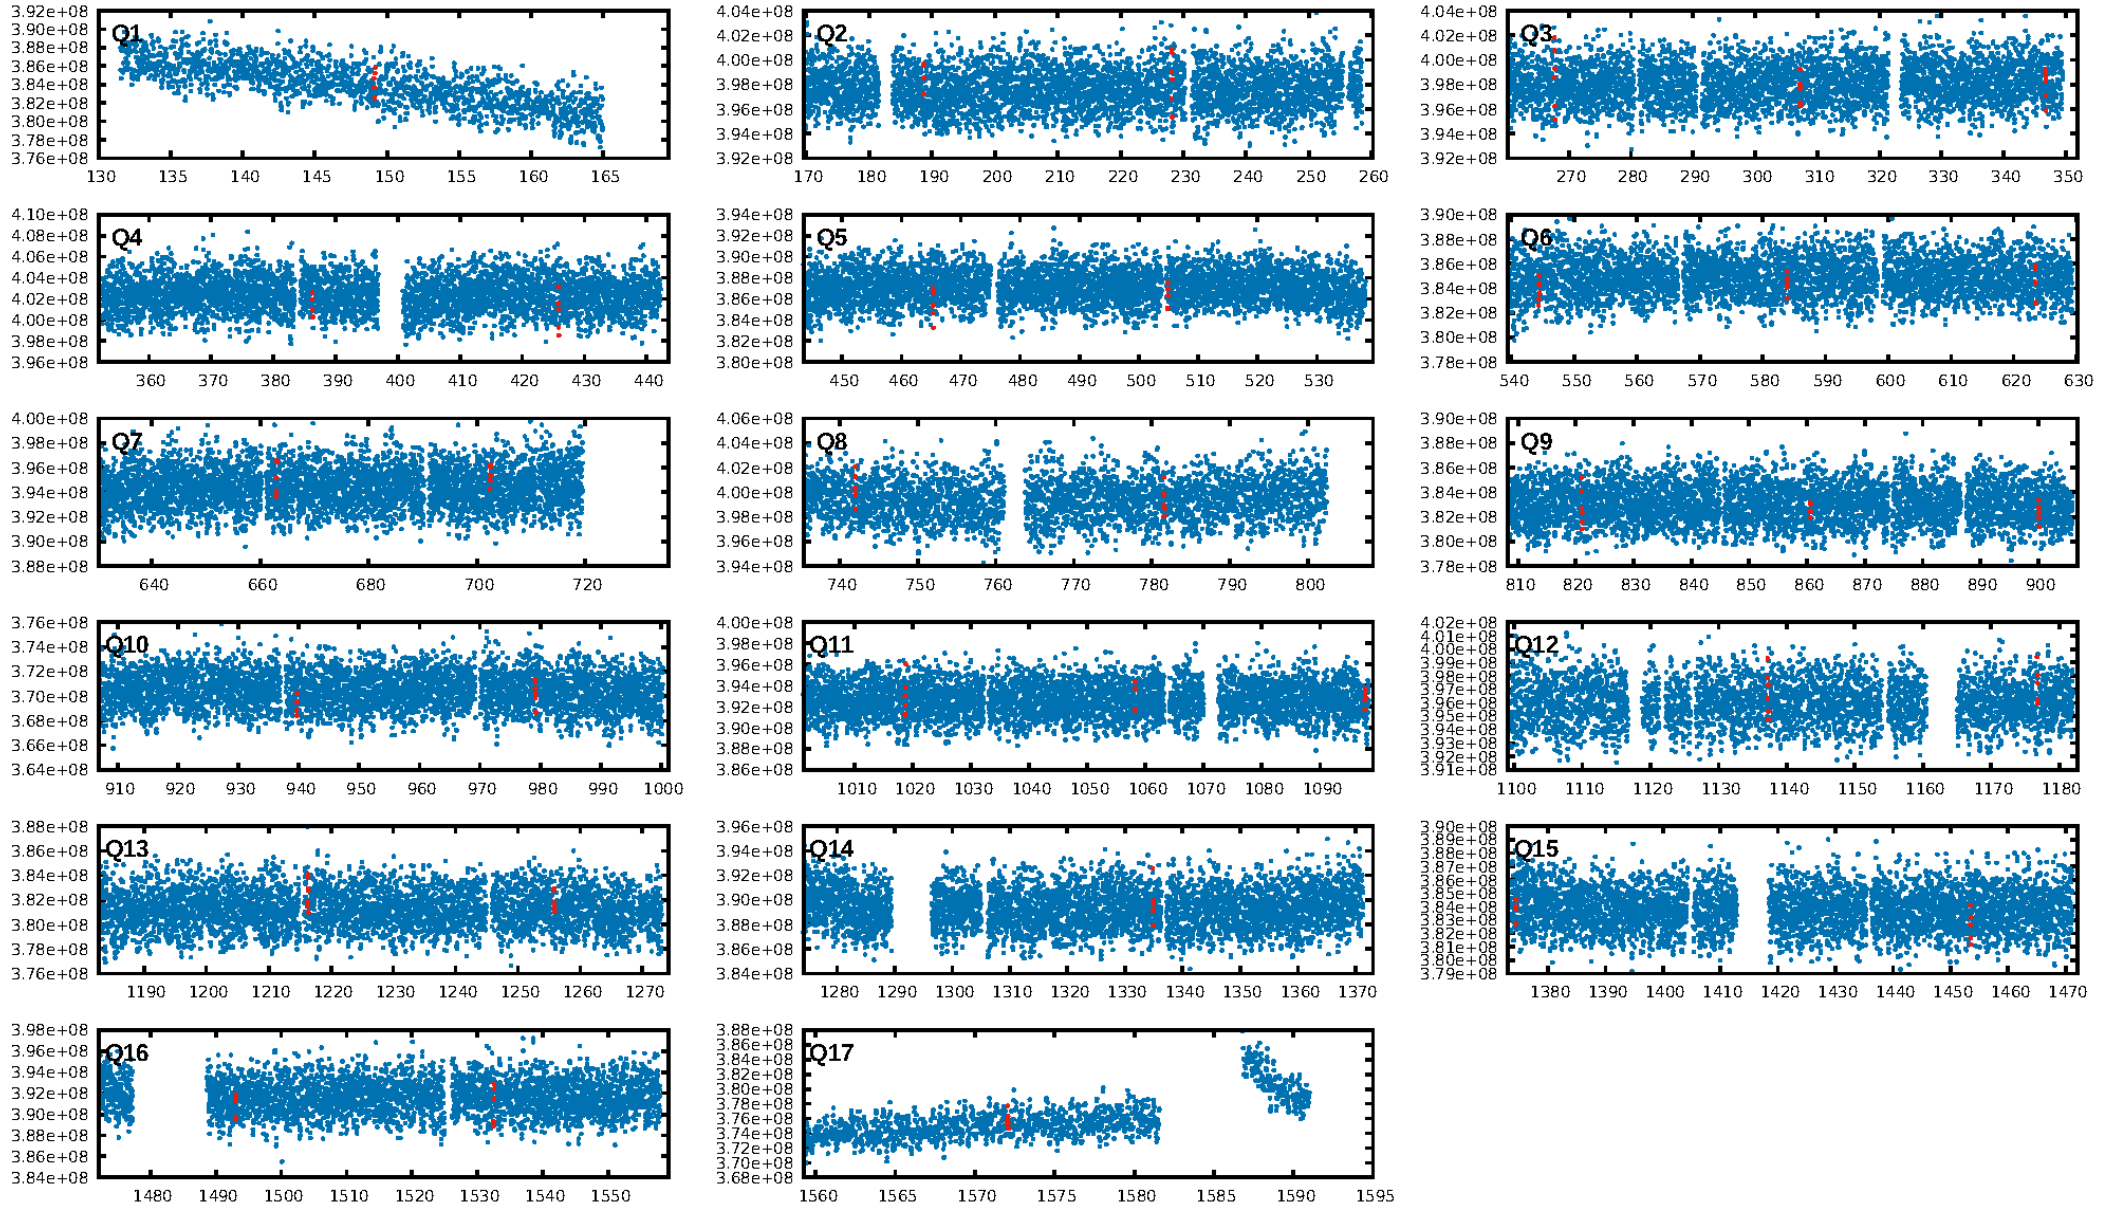 3.92e+08 3.90e+08 3.88e+08 3.86e+08 3.84e+08 3.82e+08 3.80e+08 3.78e+08 3.76e+08
Q1
130 135 140 145 150 155 160 165
4.04e+08 4.02e+08 4.00e+08 3.98e+08 3.96e+08 3.94e+08 3.92e+08
Q2
170 180 190 200 210 220 230 240 250 260
4.04e+08 4.02e+08 4.00e+08 3.98e+08 3.96e+08 3.94e+08 3.92e+08
Q3
270 280 290 300 310 320 330 340 350
4.10e+08 4.08e+08 4.06e+08 4.04e+08 4.02e+08 4.00e+08 3.98e+08 3.96e+08
Q4
360 370 380 390 400 410 420 430 440
3.94e+08 3.92e+08 3.90e+08 3.88e+08 3.86e+08 3.84e+08 3.82e+08 3.80e+08
Q5
450 460 470 480 490 500 510 520 530
3.90e+08 3.88e+08 3.86e+08 3.84e+08 3.82e+08 3.80e+08 3.78e+08
Q6
540 550 560 570 580 590 600 610 620 630
4.00e+08 3.98e+08 3.96e+08 3.94e+08 3.92e+08 3.90e+08 3.88e+08
Q7
640 660 680 700 720
4.06e+08 4.04e+08 4.02e+08 4.00e+08 3.98e+08 3.96e+08 3.94e+08
Q8
740 750 760 770 780 790 800
3.90e+08 3.88e+08 3.86e+08 3.84e+08 3.82e+08 3.80e+08 3.78e+08
Q9
810 820 830 840 850 860 870 880 890 900
3.76e+08 3.74e+08 3.72e+08 3.70e+08 3.68e+08 3.66e+08 3.64e+08
Q10
910 920 930 940 950 960 970 980 990 1000
4.00e+08 3.98e+08 3.96e+08 3.94e+08 3.92e+08 3.90e+08 3.88e+08 3.86e+08
Q11
1010 1020 1030 1040 1050 1060 1070 1080 1090
4.02e+08 4.01e+08 4.00e+08 3.99e+08 3.98e+08 3.97e+08 3.96e+08 3.95e+08 3.94e+08 3.93e+08 3.92e+08 3.91e+08
Q12
1100 1110 1120 1130 1140 1150 1160 1170 1180
3.88e+08 3.86e+08 3.84e+08 3.82e+08 3.80e+08 3.78e+08 3.76e+08
Q13
1190 1200 1210 1220 1230 1240 1250 1260 1270
3.96e+08 3.94e+08 3.92e+08 3.90e+08 3.88e+08 3.86e+08 3.84e+08
Q14
1280 1290 1300 1310 1320 1330 1340 1350 1360 1370
3.90e+08 3.89e+08 3.88e+08 3.87e+08 3.86e+08 3.85e+08 3.84e+08 3.83e+08 3.82e+08 3.81e+08 3.80e+08 3.79e+08
Q15
1380 1390 1400 1410 1420 1430 1440 1450 1460 1470
3.98e+08 3.96e+08 3.94e+08 3.92e+08 3.90e+08 3.88e+08 3.86e+08 3.84e+08
Q16
1480 1490 1500 1510 1520 1530 1540 1550
3.88e+08 3.86e+08 3.84e+08 3.82e+08 3.80e+08 3.78e+08 3.76e+08 3.74e+08 3.72e+08 3.70e+08 3.68e+08
Q17
1560 1565 1570 1575 1580 1585 1590 1595